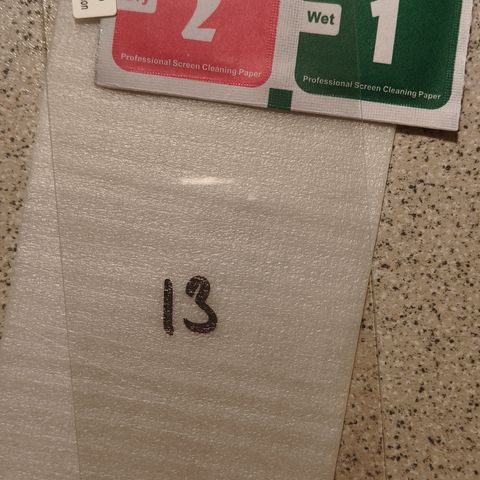 2
Professional Screen Cleaning Paper
Wet
1
Professional Screen Cleaning Paper
13